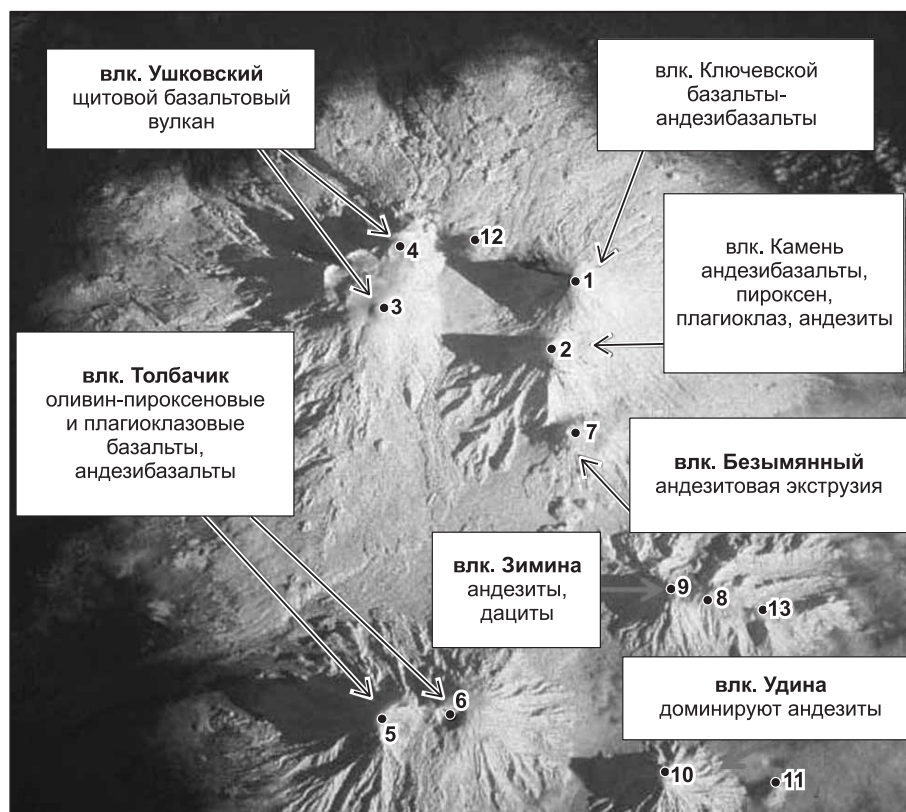 влк. Ушковский
щитовой базальтовый
вулкан
влк. Ключевской
базальты-
андезибазальты
влк. Камень
андезибазальты,
пироксен,
плагиоклаз, андезиты
4
12
1
3
2
влк. Толбачик
оливин-пироксеновые
и плагиоклазовые
базальты,
андезибазальты
7
влк. Безымянный
андезитовая экструзия
влк. Зимина
андезиты,
дациты
9
8
13
влк. Удина
доминируют андезиты
5
6
10
11